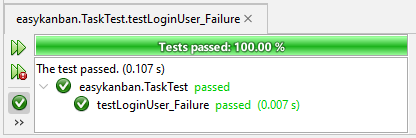 easykanban.TaskTest.testLoginUser_Failure
Tests passed: 100.00 %
The test passed. (0.107 s)
easykanban.TaskTest passed
testLoginUser_Failure passed (0.007 s)
>>